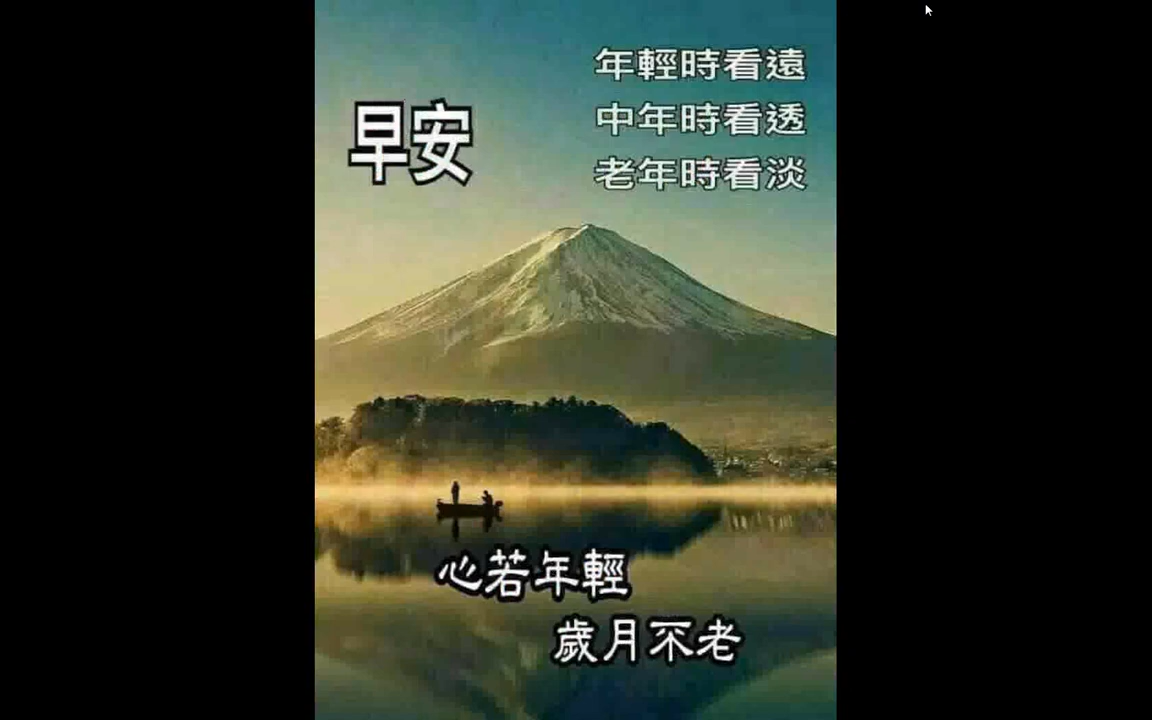 早安
年輕時看遠
中年時看透
老年時看淡
心若年輕
歲月不老